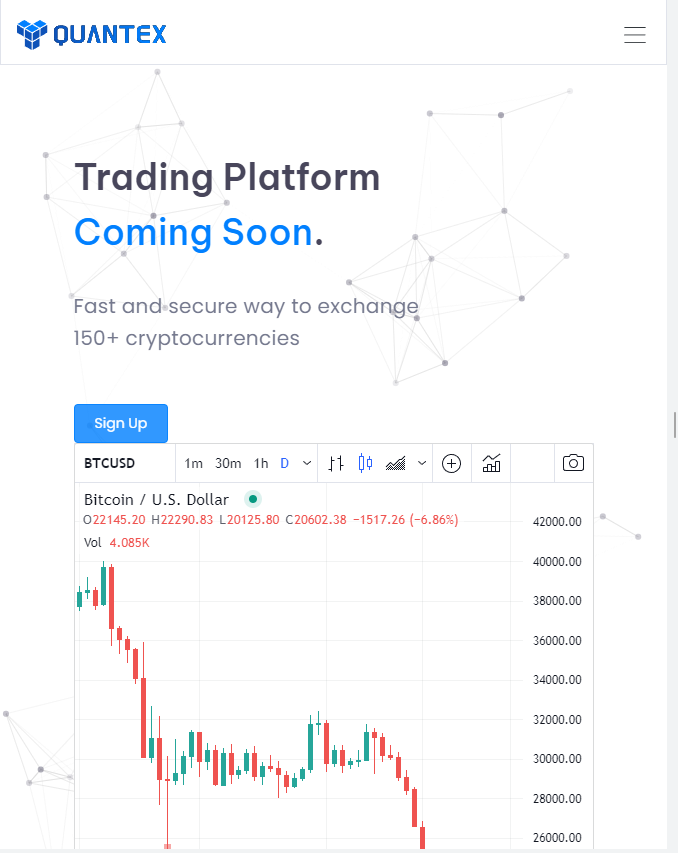 QUANTEX
Trading Platform
Coming Soon.
Fast and secure way to exchange
150+ cryptocurrencies
Sign Up
BTCUSD 1m 30m 1h D
Bitcoin / U.S. Dollar
O22145.20 H22290.83 L20125.80 C20602.38 −1517.26 (−6.86%)
Vol 4.085K
42000.00
40000.00
38000.00
36000.00
34000.00
32000.00
30000.00
28000.00
26000.00